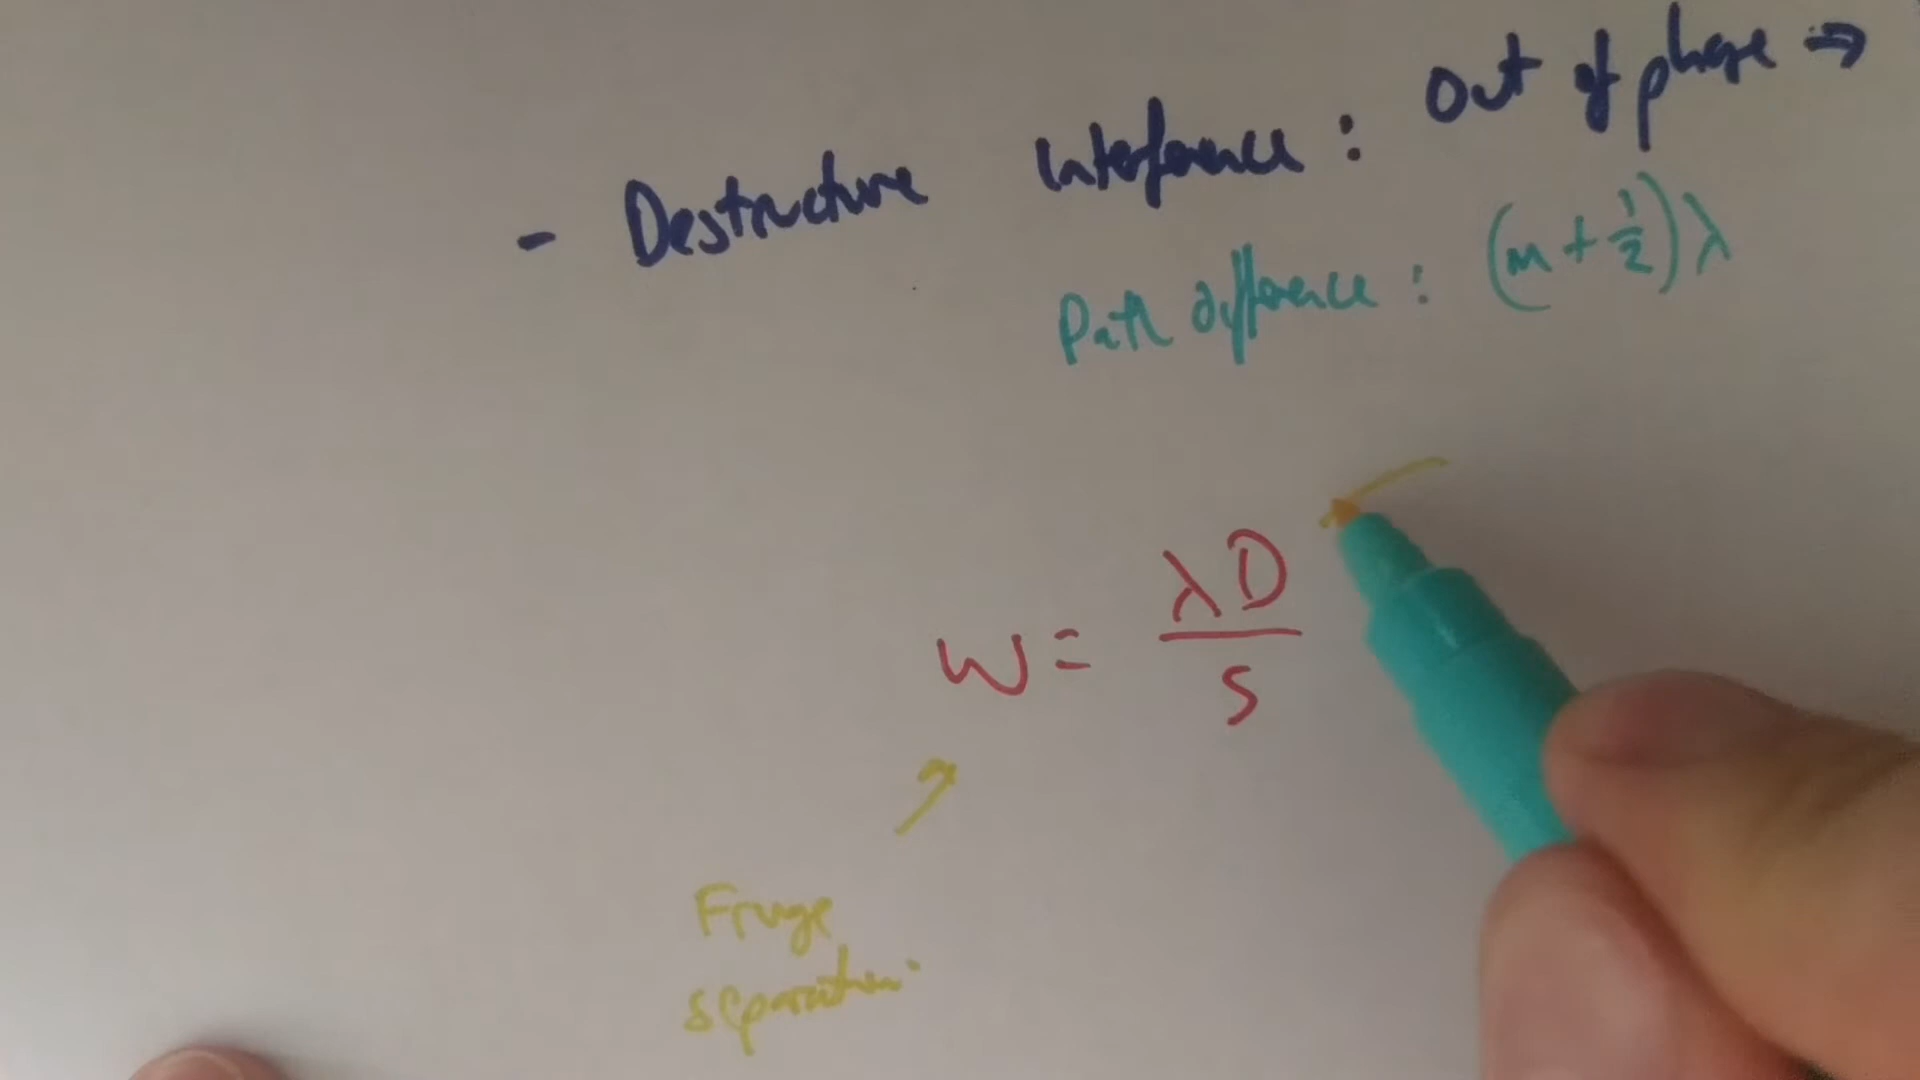 - Destructive Interference : Out of phase ⇒
Path difference : (m + 1/2) λ
w = λD/s
Fringe
separation